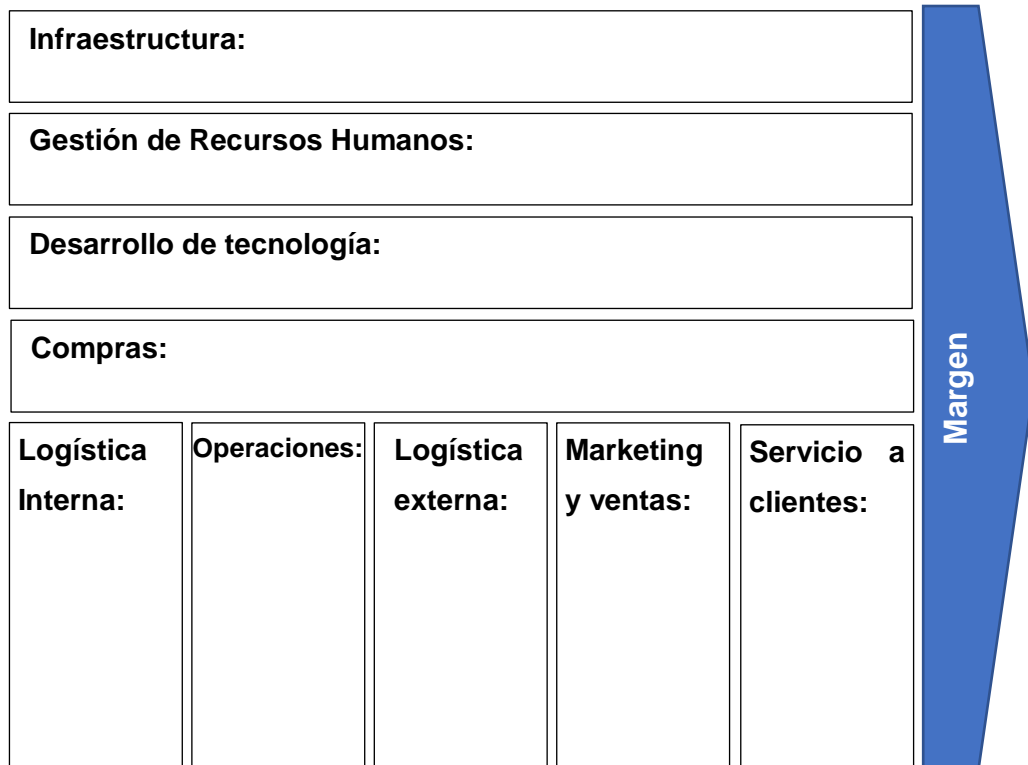 Infraestructura:
Gestión de Recursos Humanos:
Desarrollo de tecnología:
Compras:
Logística
Interna:
Operaciones:
Logística
externa:
Marketing
y ventas:
Servicio a
clientes:
Margen